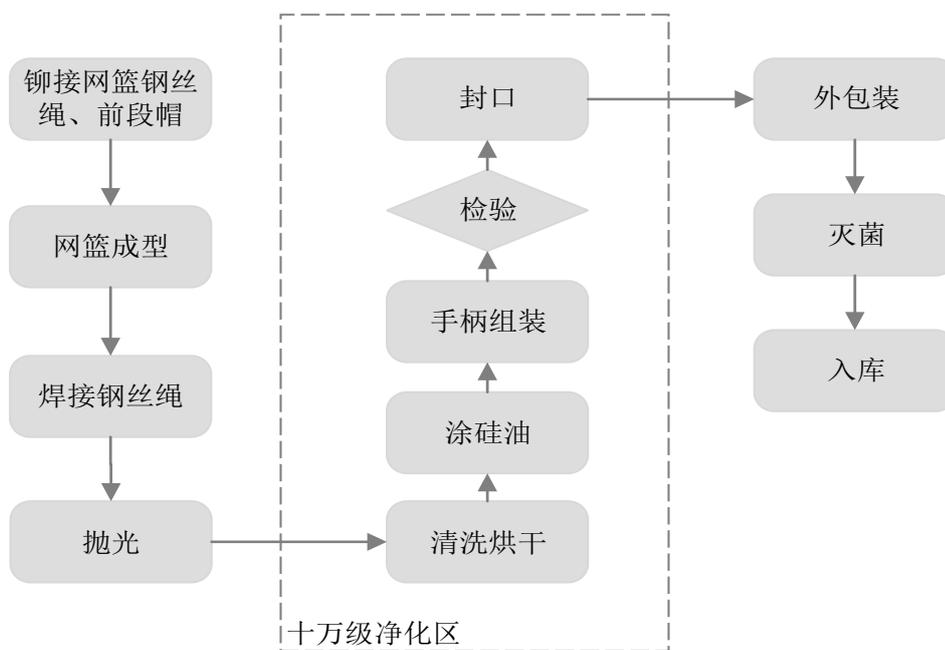 铆接网篮钢丝
绳、前段帽
网篮成型
焊接钢丝绳
抛光
封口
检验
手柄组装
涂硅油
清洗烘干
十万级净化区
外包装
灭菌
入库